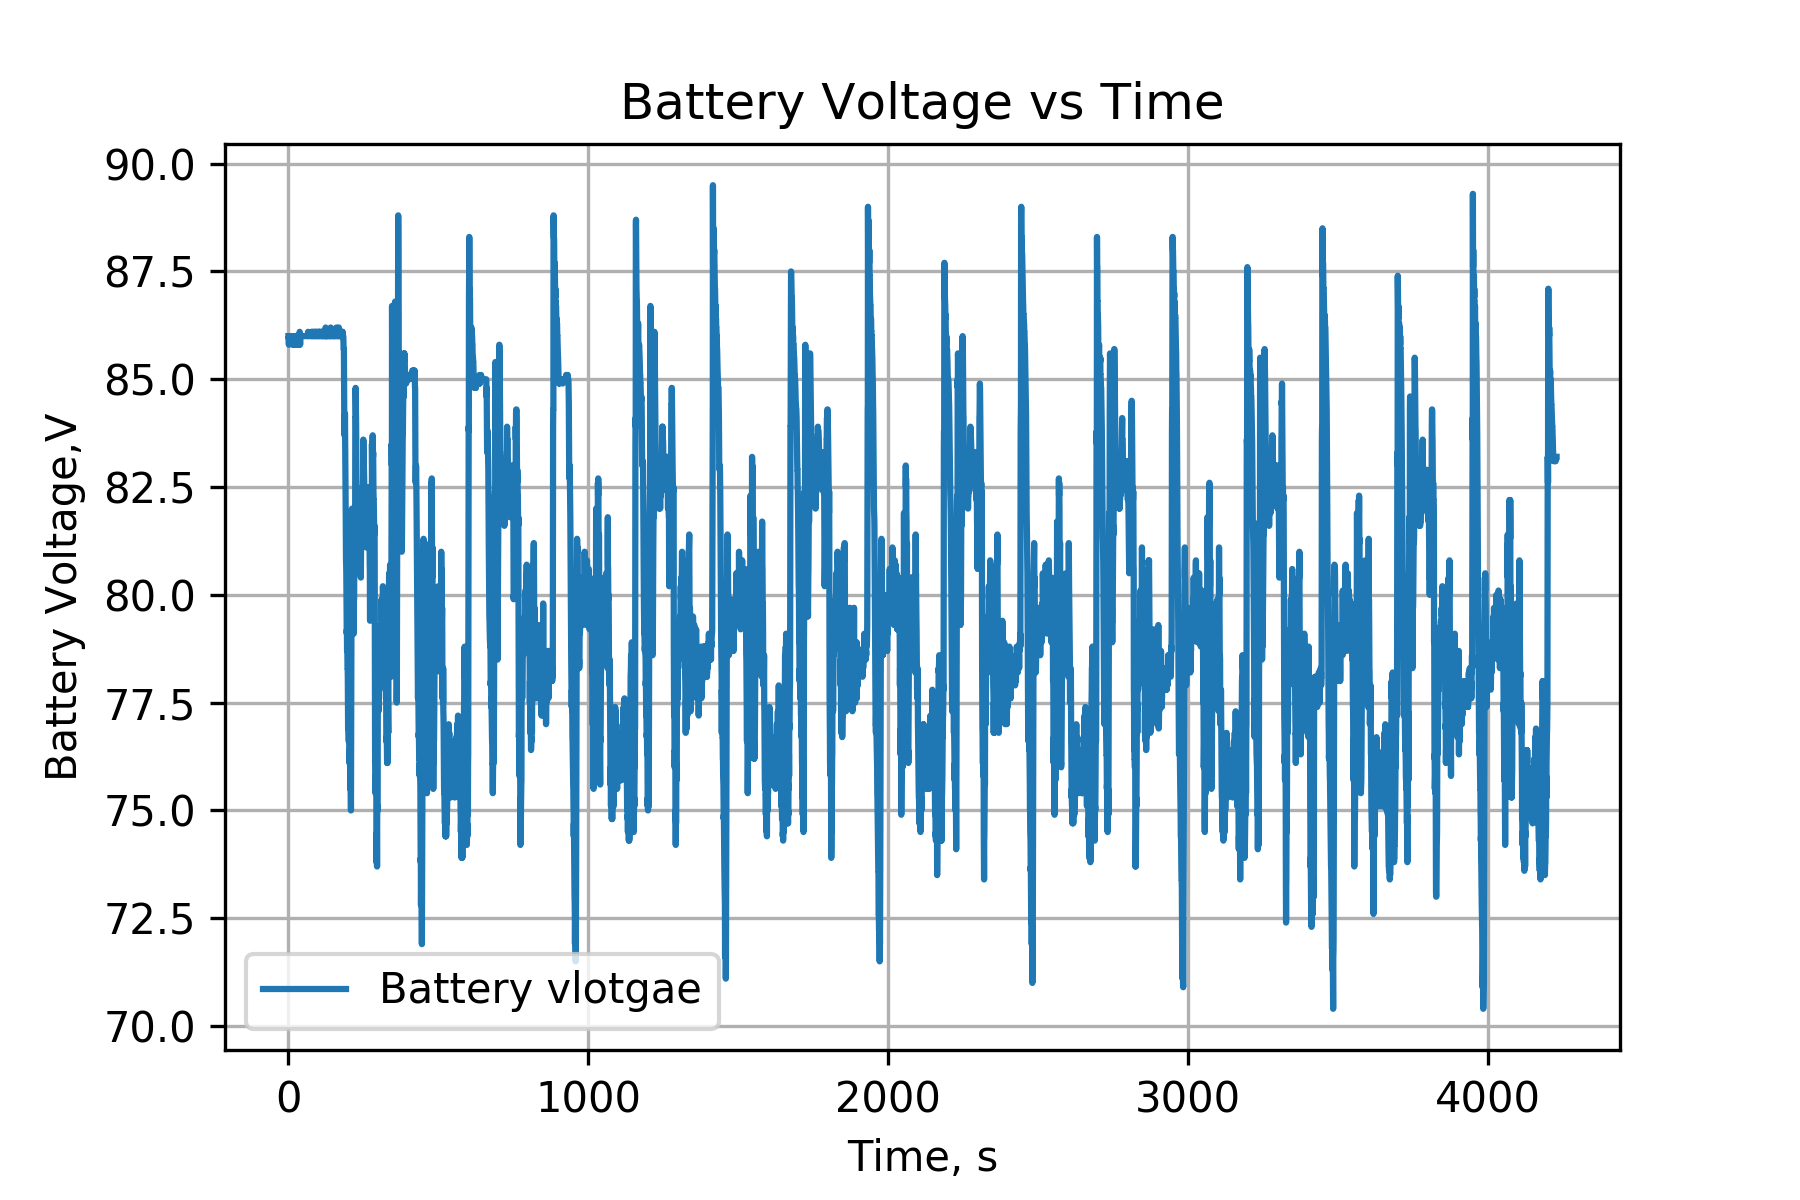 Battery Voltage vs Time
Battery Voltage,V
90.0
87.5
85.0
82.5
80.0
77.5
75.0
72.5
70.0
Battery vlotgae
0 1000 2000 3000 4000
Time, s